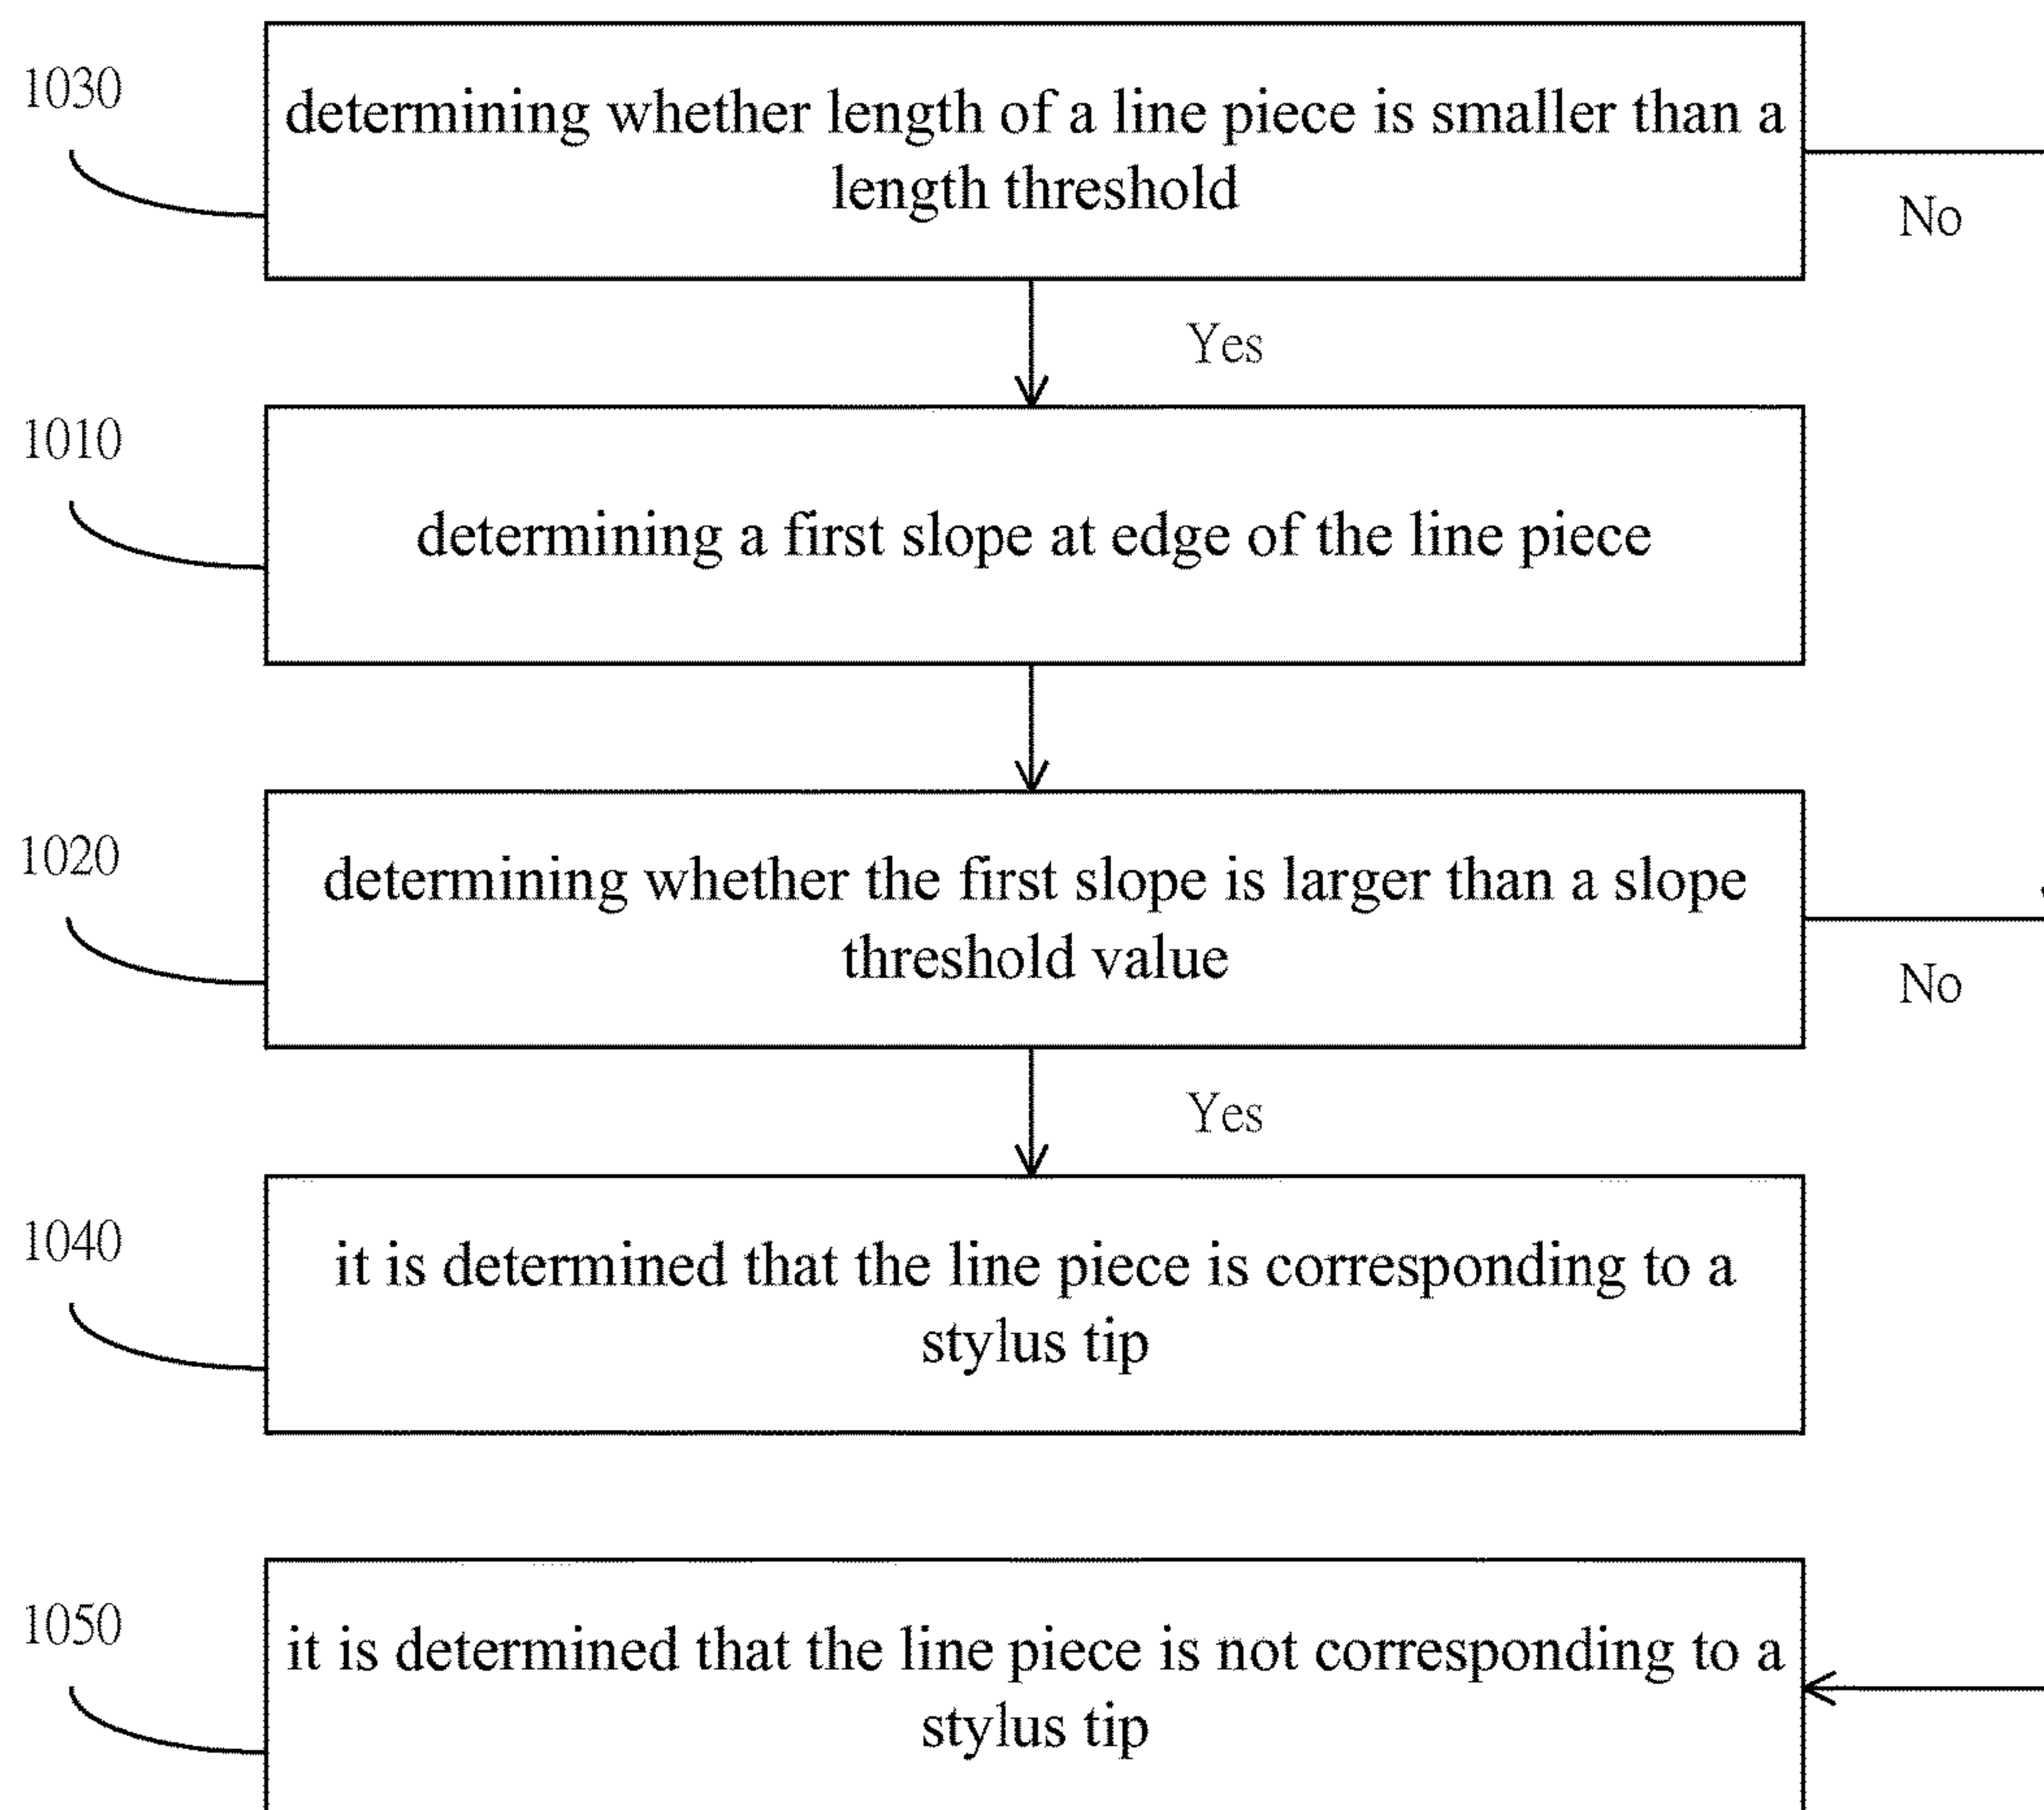 1030
determining whether length of a line piece is smaller than a
length threshold
No
Yes
1010
determining a first slope at edge of the line piece
1020
determining whether the first slope is larger than a slope
threshold value
No
Yes
1040
it is determined that the line piece is corresponding to a
stylus tip
1050
it is determined that the line piece is not corresponding to a
stylus tip